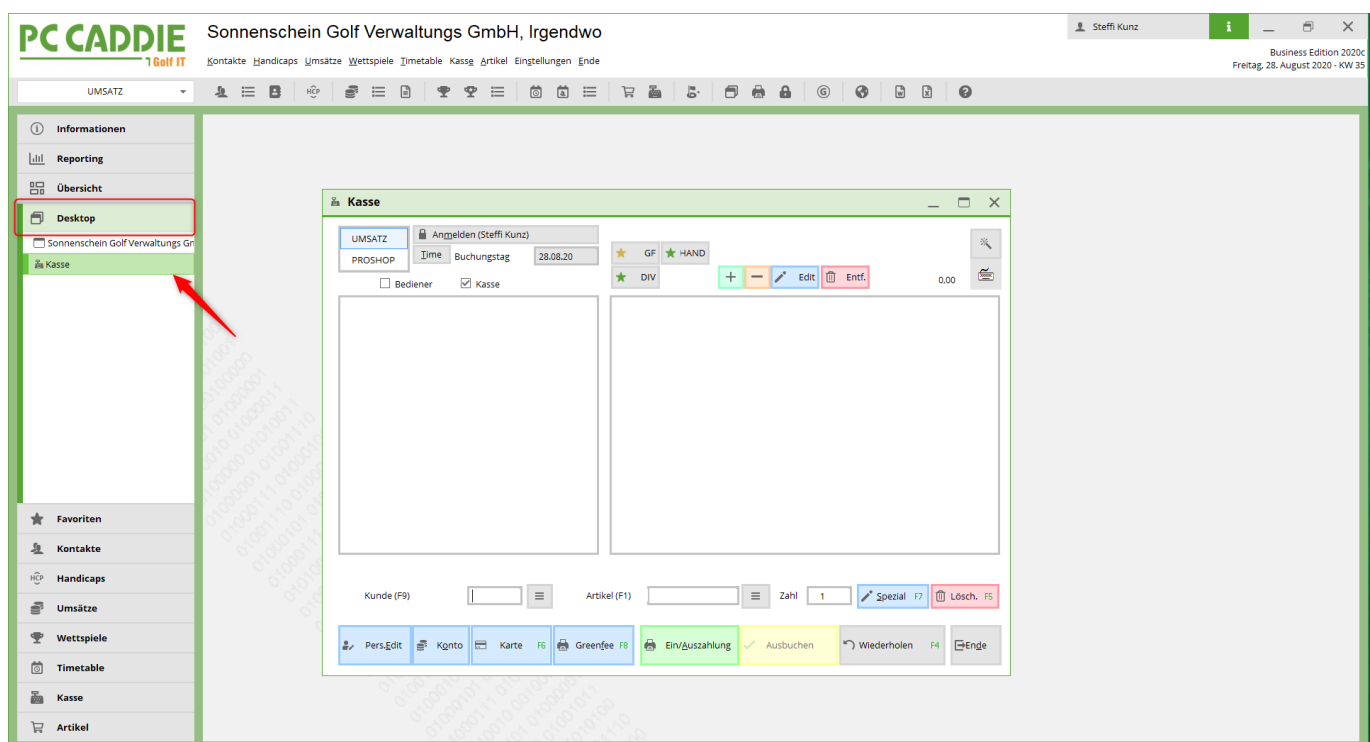 PC CADDIE
Golf IT
Sonnenschein Golf Verwaltungs GmbH, Irgendwo
Kontakte Handicaps Umsätze Wettspiele Timetable Kasse Artikel Einstellungen Ende
Steffi Kunz
i
Business Edition 2020c
Freitag, 28. August 2020 - KW 35
UMSATZ
HCP
G
Informationen
Reporting
Übersicht
Desktop
Sonnenschein Golf Verwaltungs Gn
Kasse
Favoriten
Kontakte
HCP Handicaps
Umsätze
Wettspiele
Timetable
Kasse
Artikel
Kasse
UMSATZ
PROSHOP
Anmelden (Steffi Kunz)
Time Buchungstag 28.08.20
Bediener Kasse
GF HAND
DIV
+ − Edit Entf.
0,00
Kunde (F9) Artikel (F1) Zahl 1 Spezial F7 Lösch. F5
Pers.Edit Konto Karte F6 Greenfee F8 Ein/Auszahlung Ausbuchen Wiederholen F4 Ende